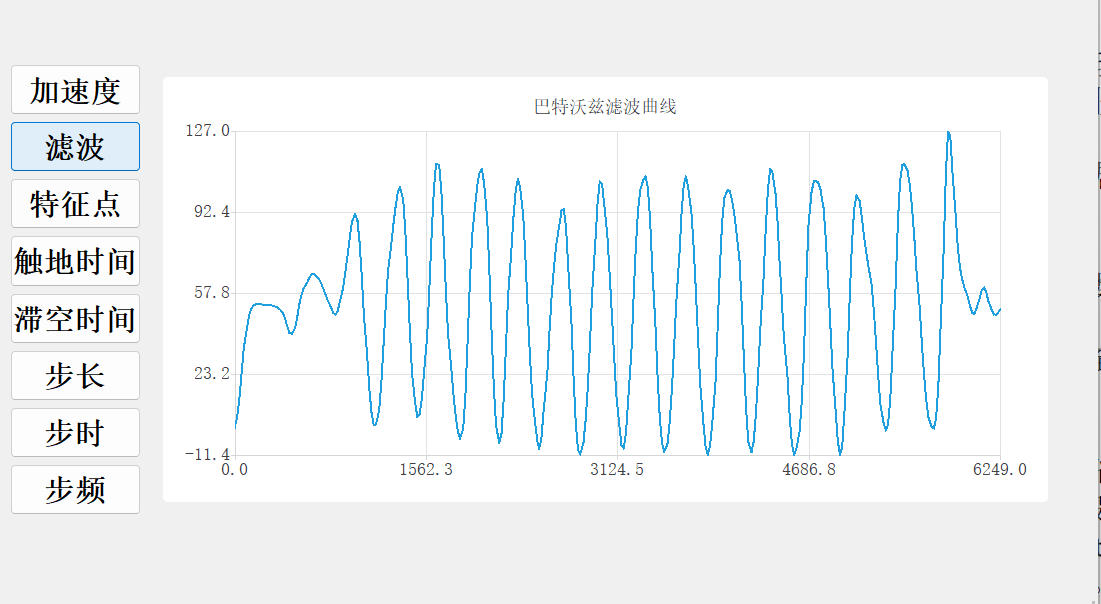 加速度
滤波
特征点
触地时间
滞空时间
步长
步时
步频
巴特沃兹滤波曲线
127.0
92.4
57.8
23.2
-11.4
0.0
1562.3
3124.5
4686.8
6249.0